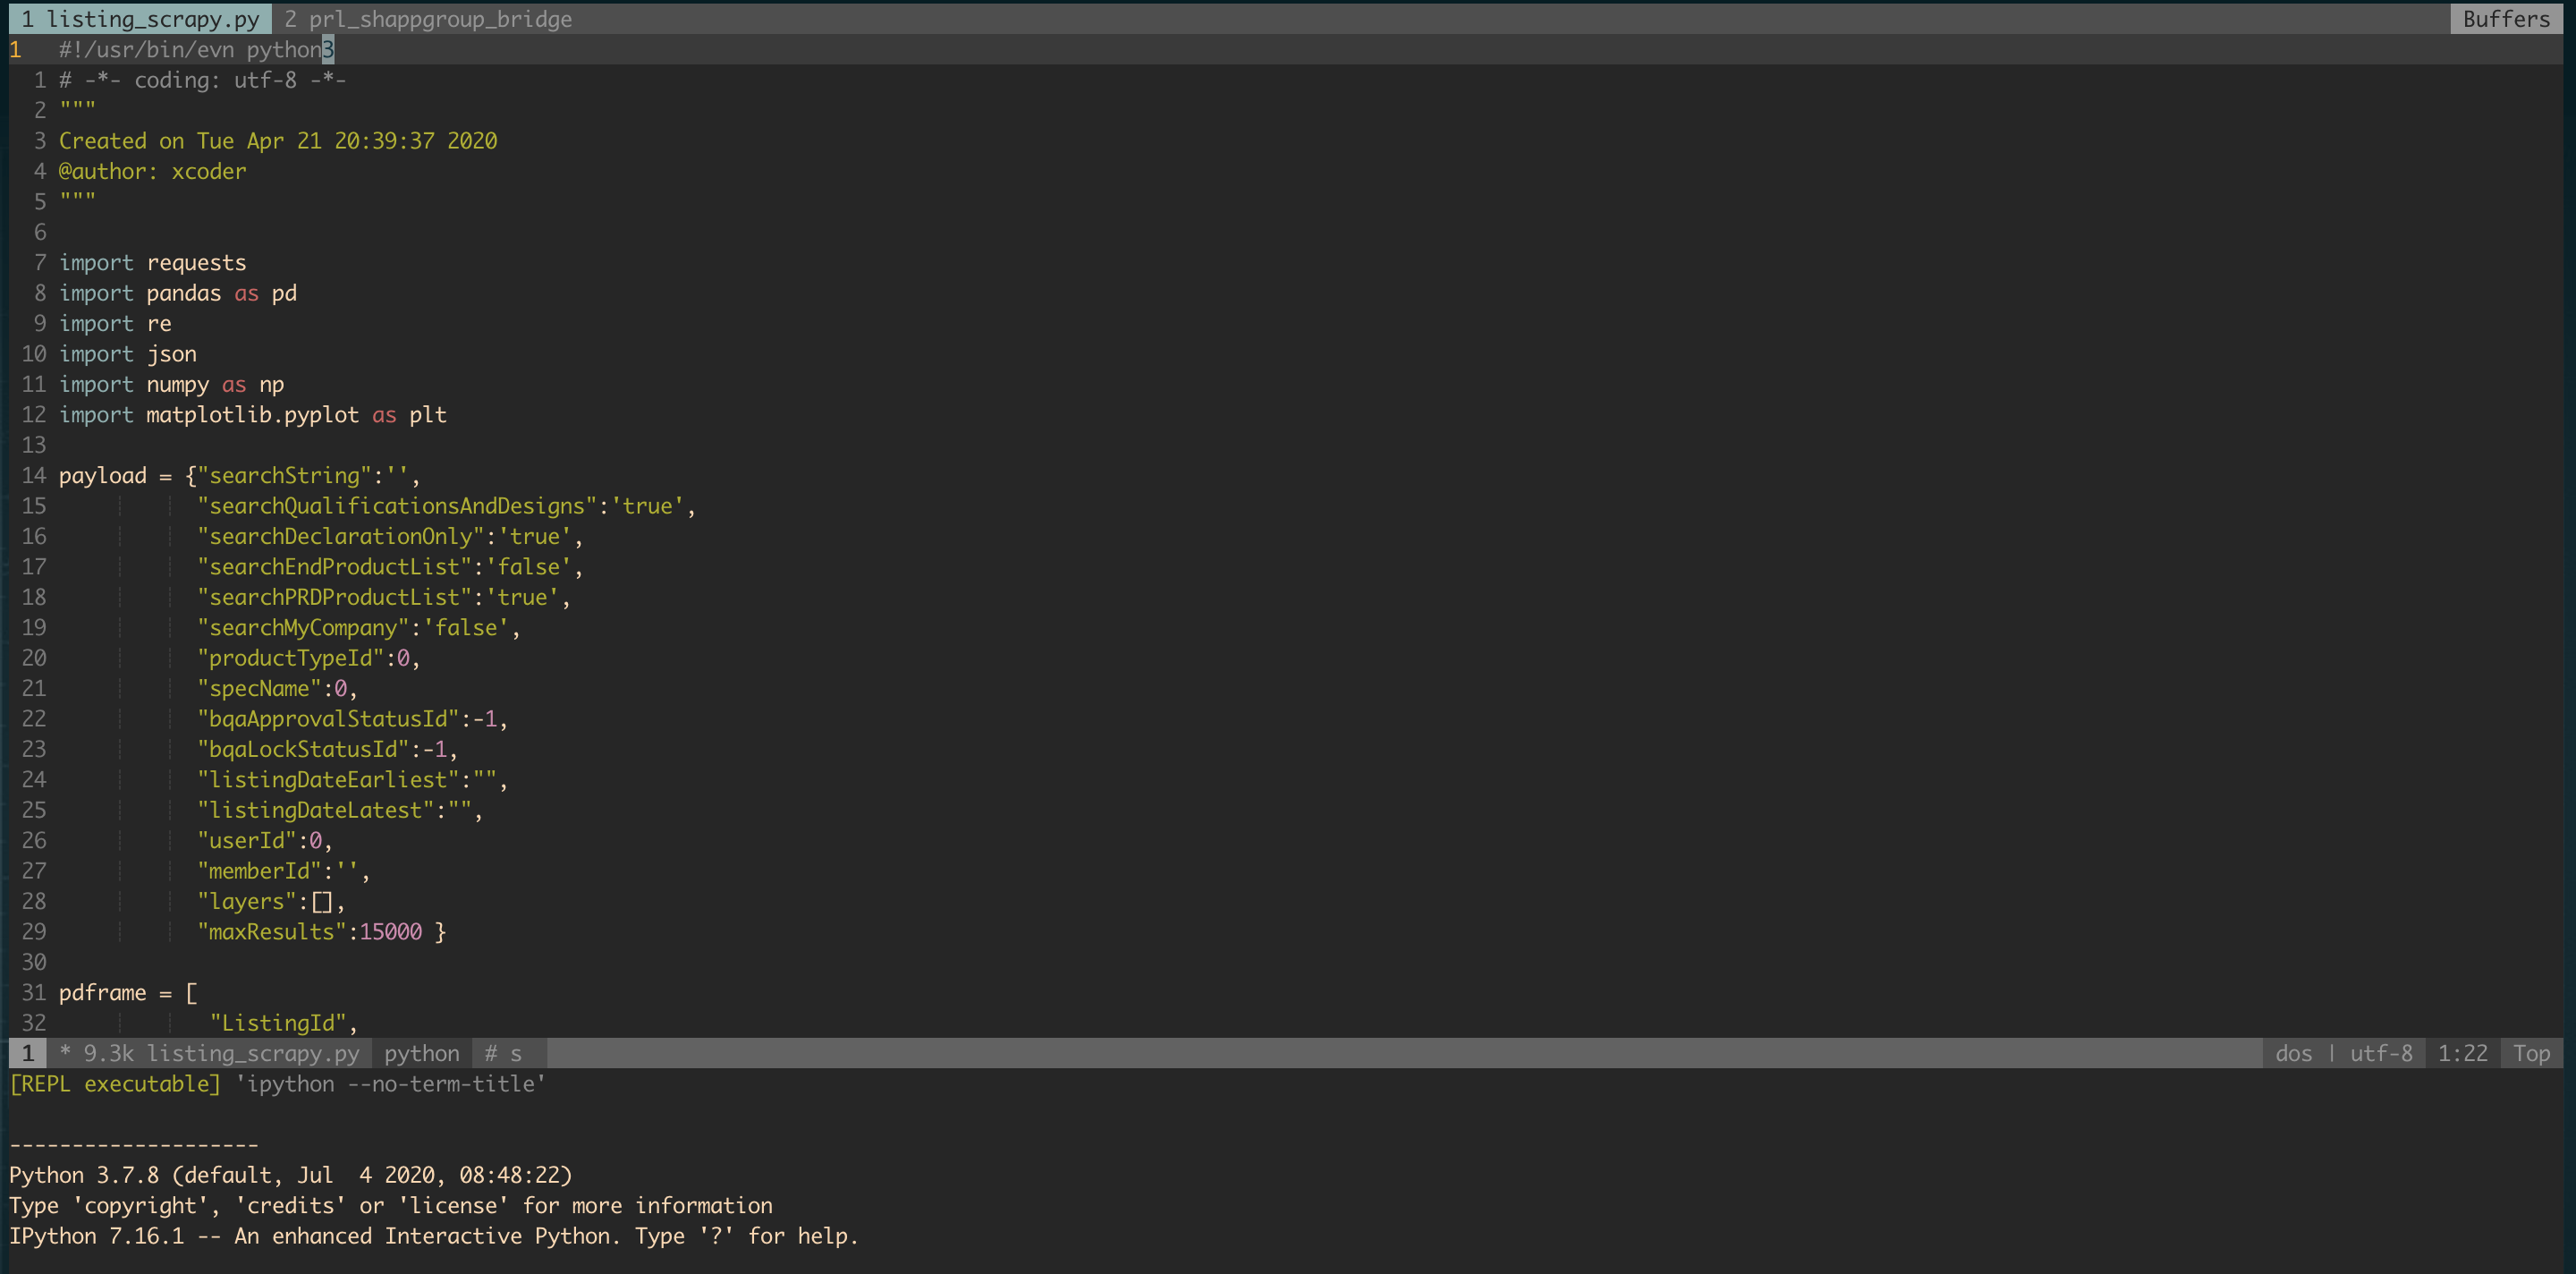 1 listing_scrapy.py  2 prl_shappgroup_bridge  Buffers
1   #!/usr/bin/evn python3
  1 # -*- coding: utf-8 -*-
  2 """
  3 Created on Tue Apr 21 20:39:37 2020
  4 @author: xcoder
  5 """
  6
  7 import requests
  8 import pandas as pd
  9 import re
 10 import json
 11 import numpy as np
 12 import matplotlib.pyplot as plt
 13
 14 payload = {"searchString":'',
 15            "searchQualificationsAndDesigns":'true',
 16            "searchDeclarationOnly":'true',
 17            "searchEndProductList":'false',
 18            "searchPRDProductList":'true',
 19            "searchMyCompany":'false',
 20            "productTypeId":0,
 21            "specName":0,
 22            "bqaApprovalStatusId":-1,
 23            "bqaLockStatusId":-1,
 24            "listingDateEarliest":"",
 25            "listingDateLatest":"",
 26            "userId":0,
 27            "memberId":'',
 28            "layers":[],
 29            "maxResults":15000 }
 30
 31 pdframe = [
 32             "ListingId",
1  * 9.3k listing_scrapy.py  python  # s  dos | utf-8  1:22  Top
[REPL executable] 'ipython --no-term-title'
--------------------
Python 3.7.8 (default, Jul  4 2020, 08:48:22)
Type 'copyright', 'credits' or 'license' for more information
IPython 7.16.1 -- An enhanced Interactive Python. Type '?' for help.